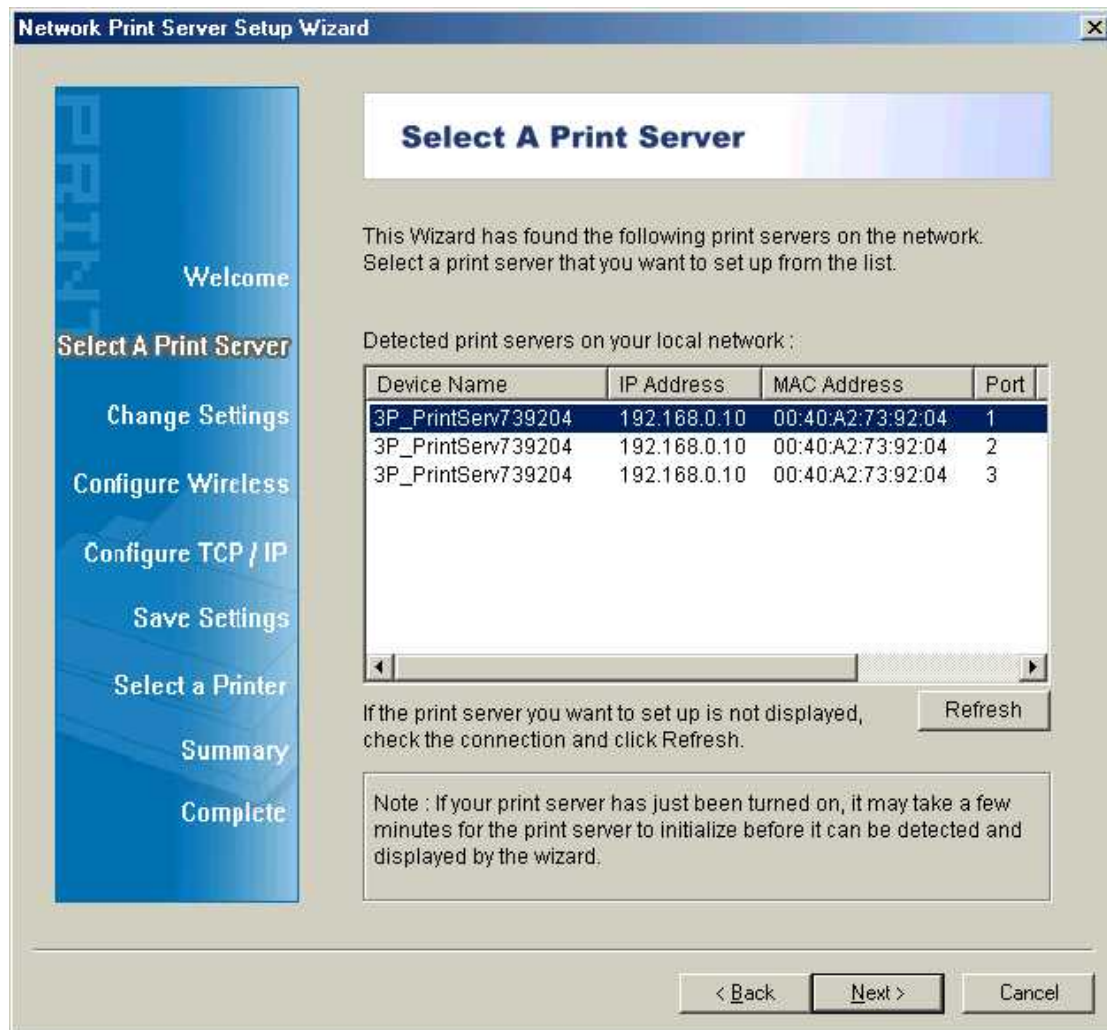 Network Print Server Setup Wizard
PRINT
Welcome
Select A Print Server
Change Settings
Configure Wireless
Configure TCP / IP
Save Settings
Select a Printer
Summary
Complete
Select A Print Server
This Wizard has found the following print servers on the network.
Select a print server that you want to set up from the list.
Detected print servers on your local network :
Device Name IP Address MAC Address Port
3P_PrintServ739204 192.168.0.10 00:40:A2:73:92:04 1
3P_PrintServ739204 192.168.0.10 00:40:A2:73:92:04 2
3P_PrintServ739204 192.168.0.10 00:40:A2:73:92:04 3
If the print server you want to set up is not displayed,
check the connection and click Refresh.
Refresh
Note : If your print server has just been turned on, it may take a few
minutes for the print server to initialize before it can be detected and
displayed by the wizard.
< Back Next > Cancel